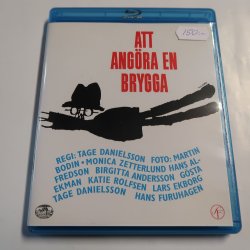 150:-
ATT
ANGÖRA EN
BRYGGA
REGI: TAGE DANIELSSON FOTO: MARTIN
BODIN • MONICA ZETTERLUND HANS AL-
FREDSON BIRGITTA ANDERSSON GÖSTA
EKMAN KATIE ROLFSEN LARS EKBORG
TAGE DANIELSSON HANS FURUHAGEN